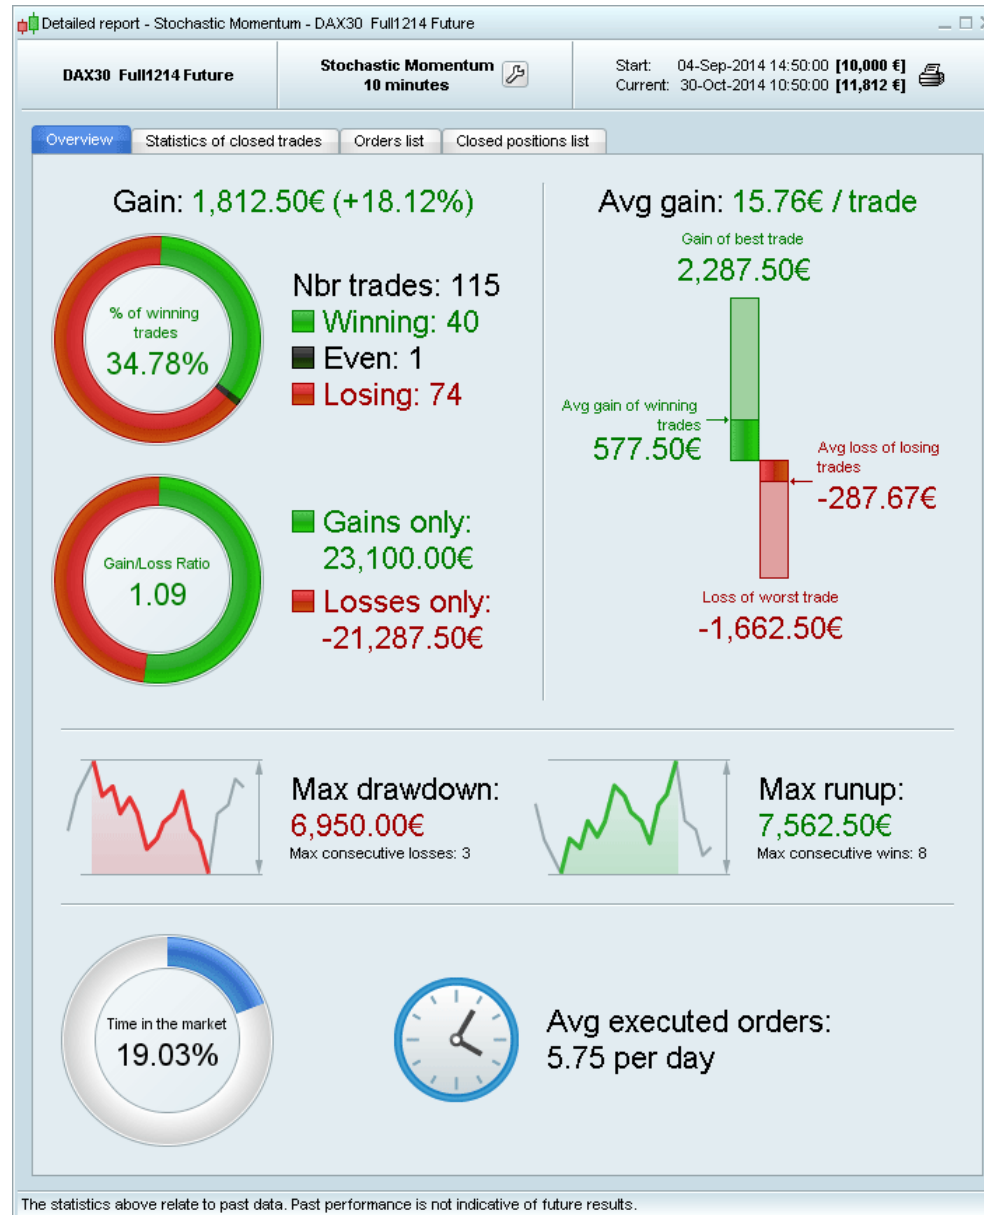 Detailed report - Stochastic Momentum - DAX30 Full1214 Future
DAX30 Full1214 Future
Stochastic Momentum
10 minutes
Start: 04-Sep-2014 14:50:00 [10,000 €]
Current: 30-Oct-2014 10:50:00 [11,812 €]
Overview
Statistics of closed trades
Orders list
Closed positions list
Gain: 1,812.50€ (+18.12%)
% of winning
trades
34.78%
Nbr trades: 115
Winning: 40
Even: 1
Losing: 74
Gain/Loss Ratio
1.09
Gains only:
23,100.00€
Losses only:
-21,287.50€
Avg gain: 15.76€ / trade
Gain of best trade
2,287.50€
Avg gain of winning
trades
577.50€
Avg loss of losing
trades
-287.67€
Loss of worst trade
-1,662.50€
Max drawdown:
6,950.00€
Max consecutive losses: 3
Max runup:
7,562.50€
Max consecutive wins: 8
Time in the market
19.03%
Avg executed orders:
5.75 per day
The statistics above relate to past data. Past performance is not indicative of future results.